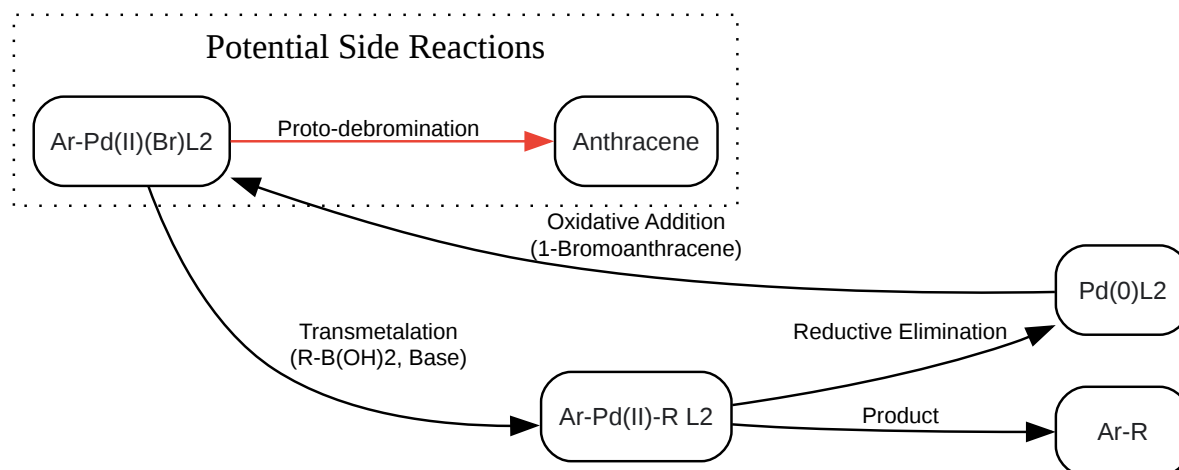 Potential Side Reactions
Ar-Pd(II)(Br)L2
Proto-debromination
Anthracene
Oxidative Addition
(1-Bromoanthracene)
Pd(0)L2
Transmetalation
(R-B(OH)2, Base)
Reductive Elimination
Ar-Pd(II)-R L2
Product
Ar-R